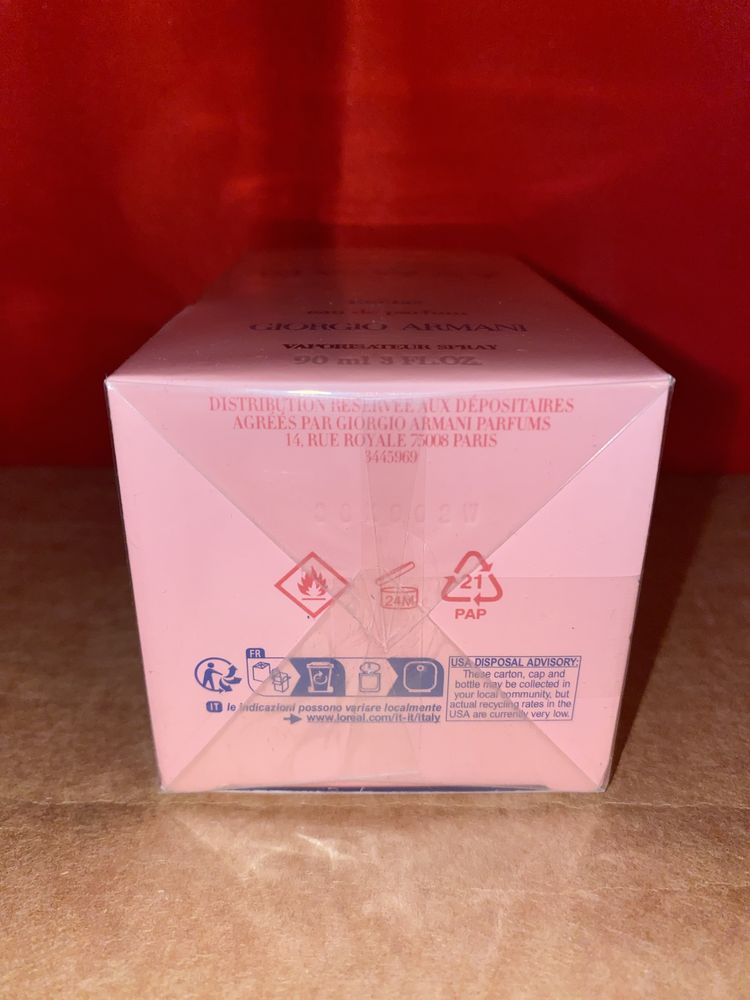 eau de parfum
GIORGIO ARMANI
VAPORISATEUR SPRAY
90 ml 3 FL.OZ.
DISTRIBUTION RÉSERVÉE AUX DÉPOSITAIRES
AGRÉÉS PAR GIORGIO ARMANI PARFUMS
14, RUE ROYALE 75008 PARIS
3445969
24M
21
PAP
FR
IT le indicazioni possono variare localmente
www.loreal.com/it-it/italy
USA DISPOSAL ADVISORY:
These carton, cap and
bottle may be collected in
your local community, but
actual recycling rates in the
USA are currently very low.